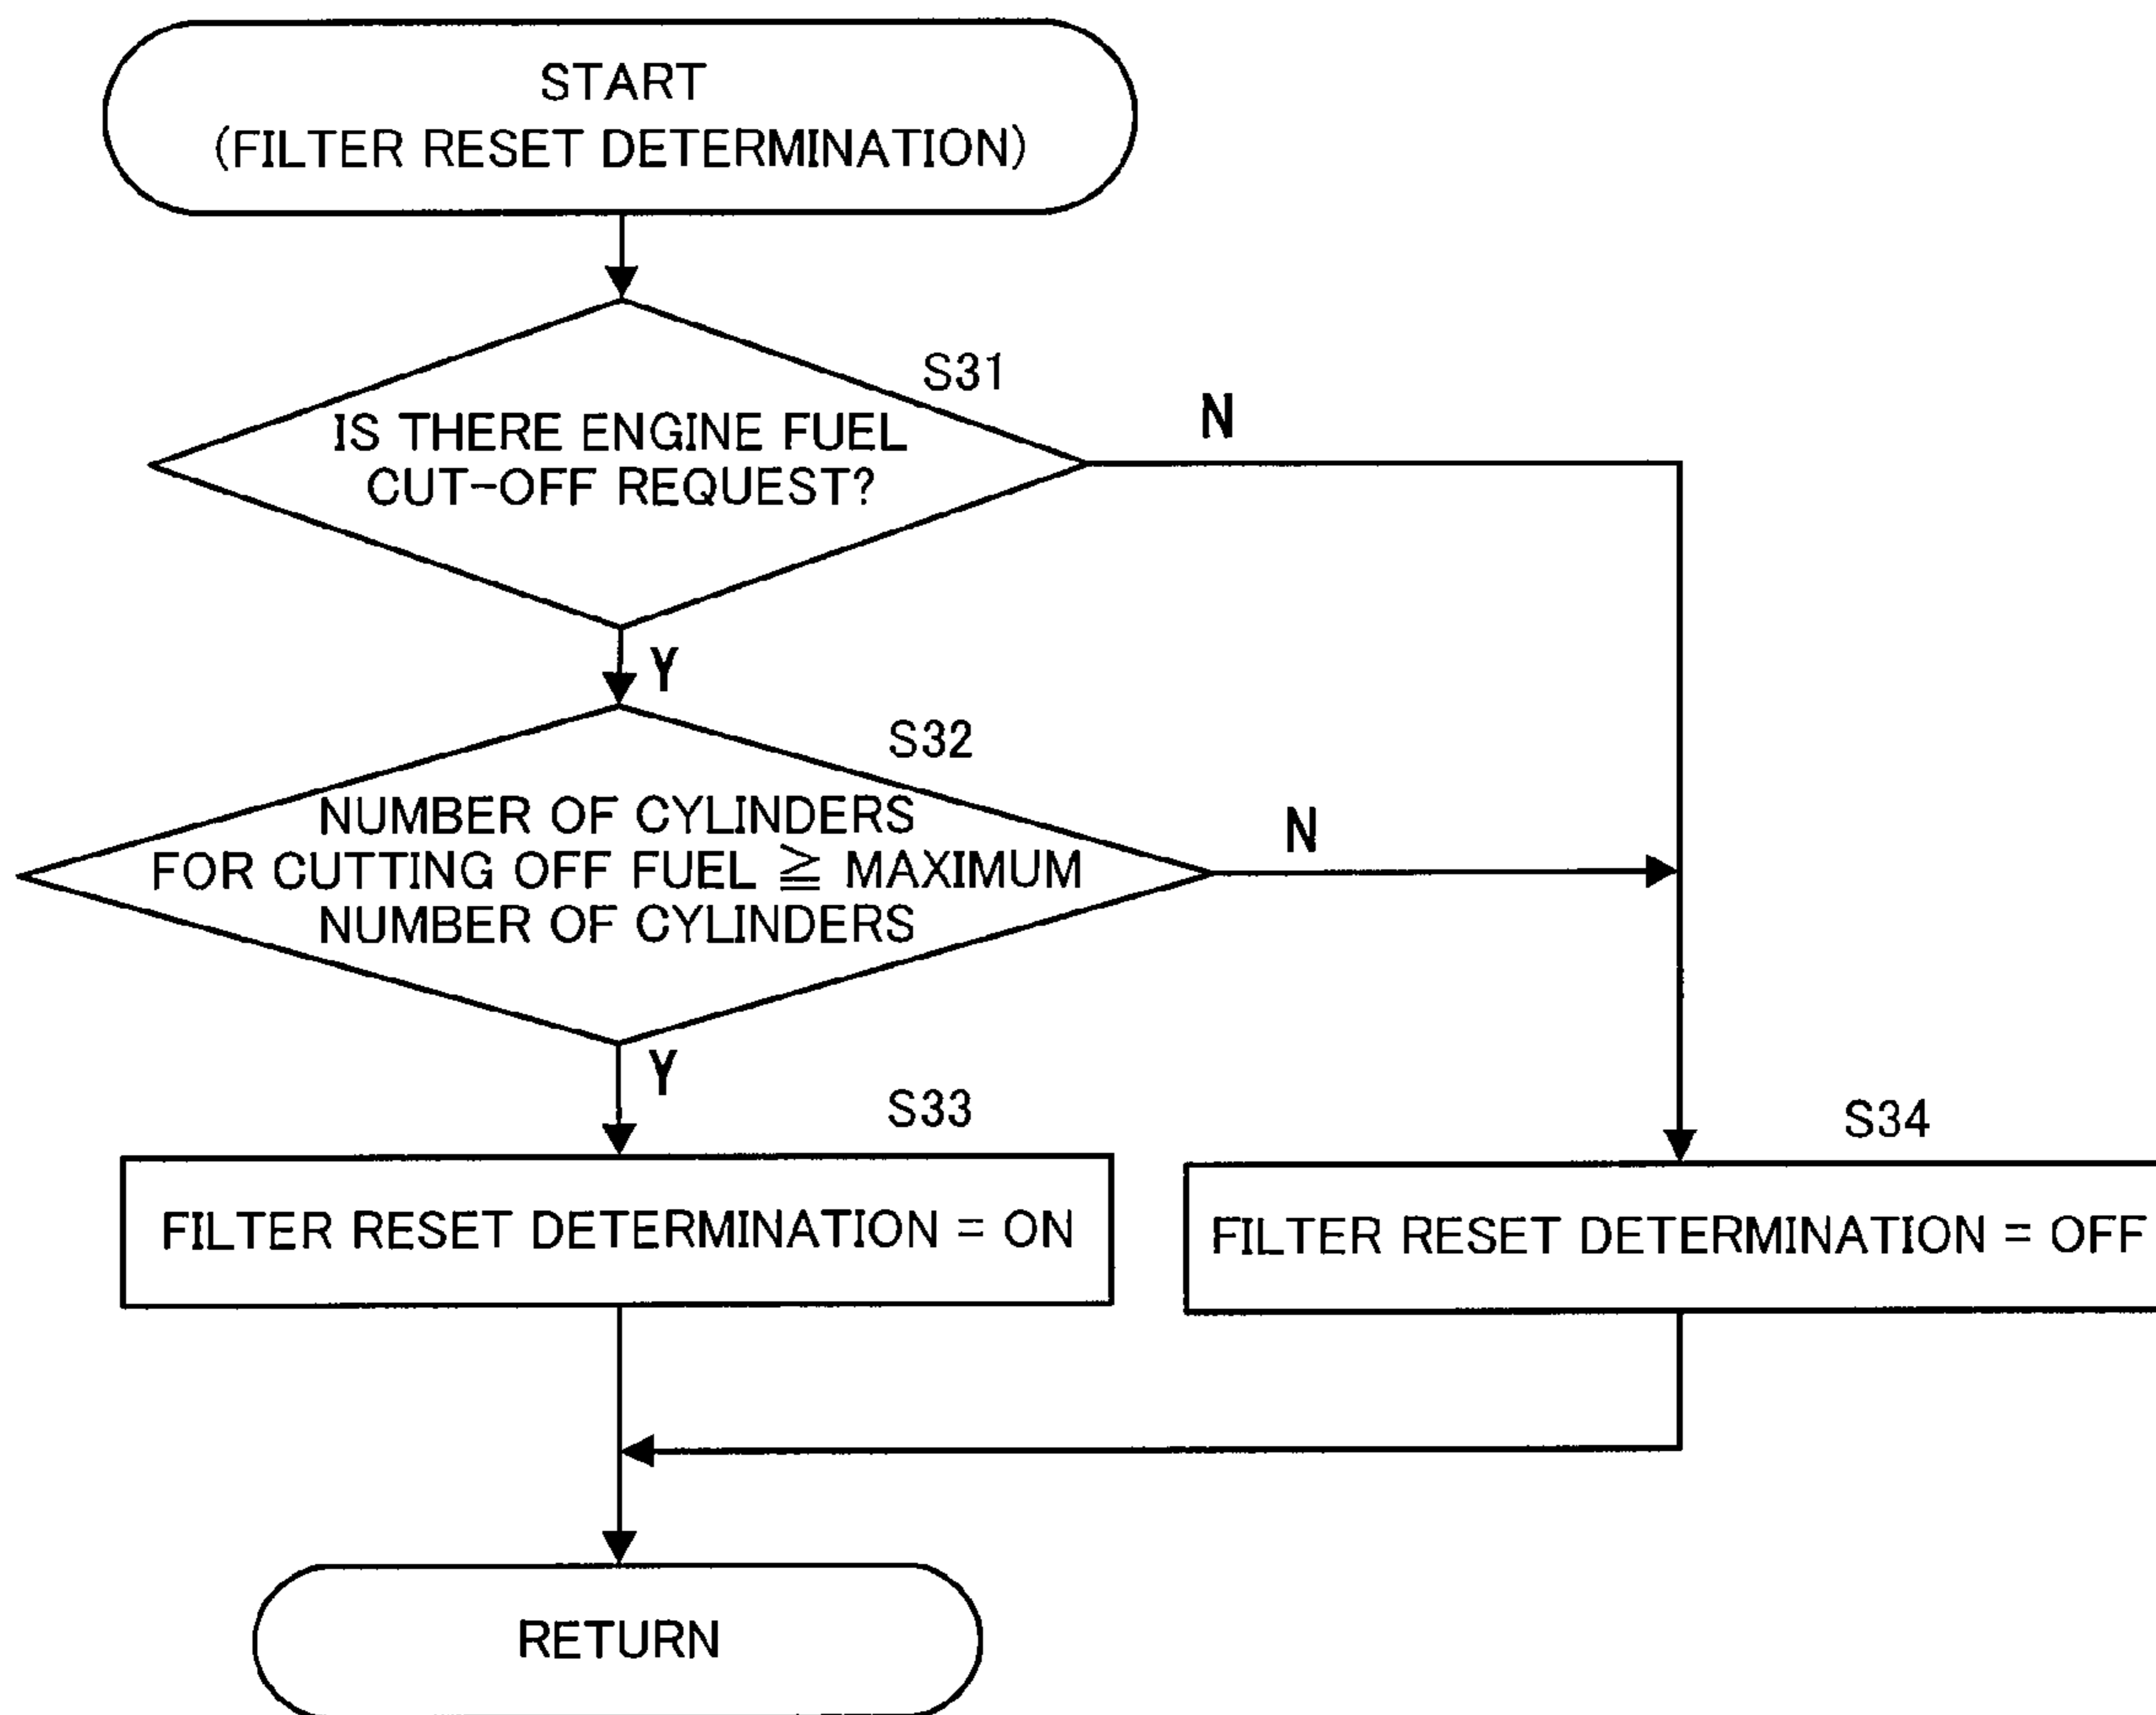 START
(FILTER RESET DETERMINATION)
S31
IS THERE ENGINE FUEL
CUT-OFF REQUEST?
N
Y
S32
NUMBER OF CYLINDERS
FOR CUTTING OFF FUEL ≧ MAXIMUM
NUMBER OF CYLINDERS
N
Y
S33
FILTER RESET DETERMINATION = ON
S34
FILTER RESET DETERMINATION = OFF
RETURN